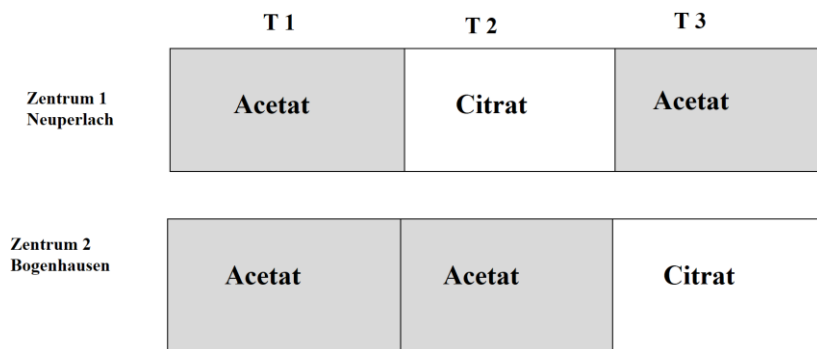 T 1 T 2 T 3
Zentrum 1
Neuperlach
Acetat Citrat Acetat
Zentrum 2
Bogenhausen
Acetat Acetat Citrat